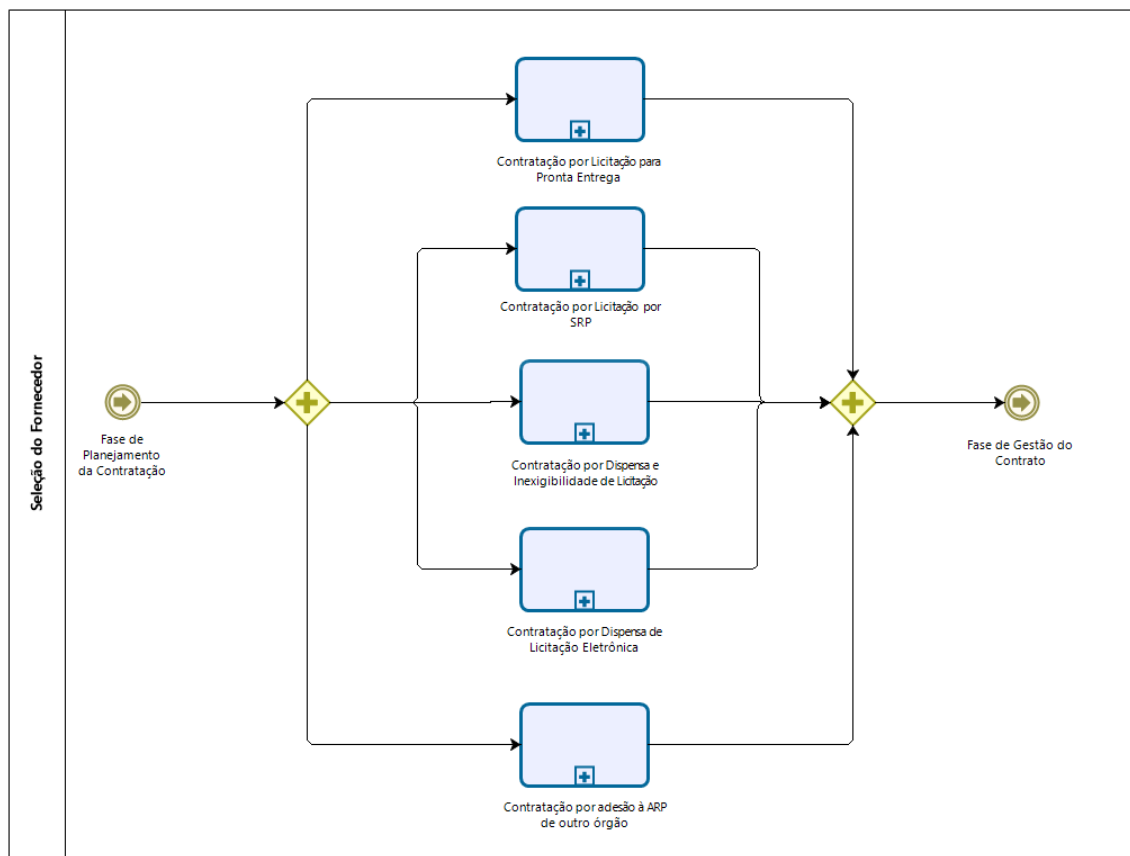 Seleção do Fornecedor
Contratação por Licitação para
Pronta Entrega
Contratação por Licitação por
SRP
Fase de
Planejamento
da Contratação
Contratação por Dispensa e
Inexigibilidade de Licitação
Fase de Gestão do
Contrato
Contratação por Dispensa de
Licitação Eletrônica
Contratação por adesão à ARP
de outro órgão